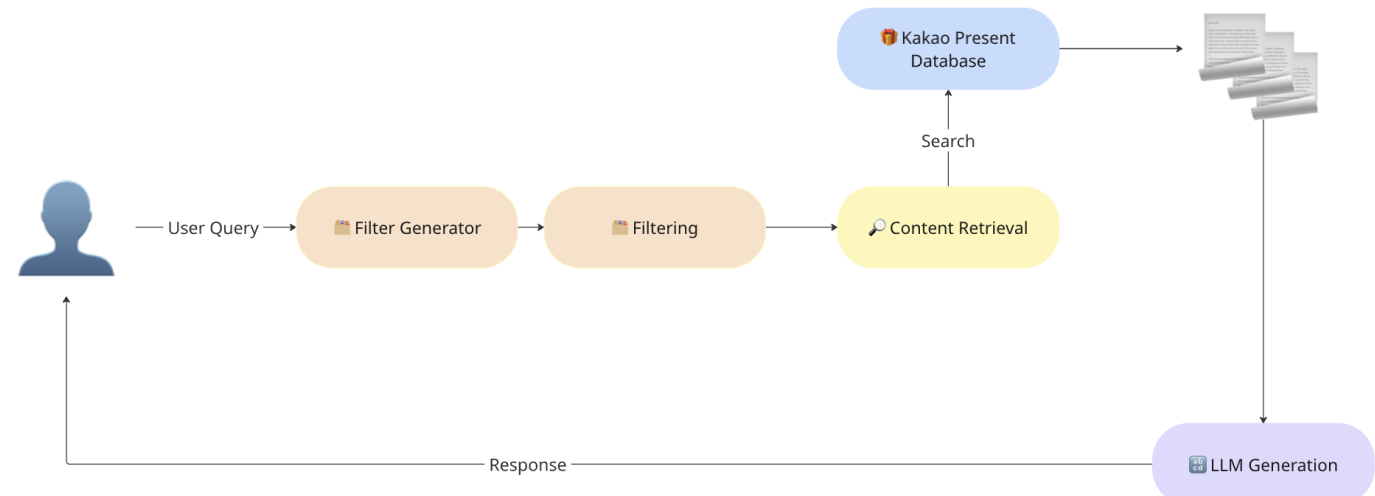 Kakao Present
Database
Search
User Query
Filter Generator
Filtering
Content Retrieval
Response
LLM Generation